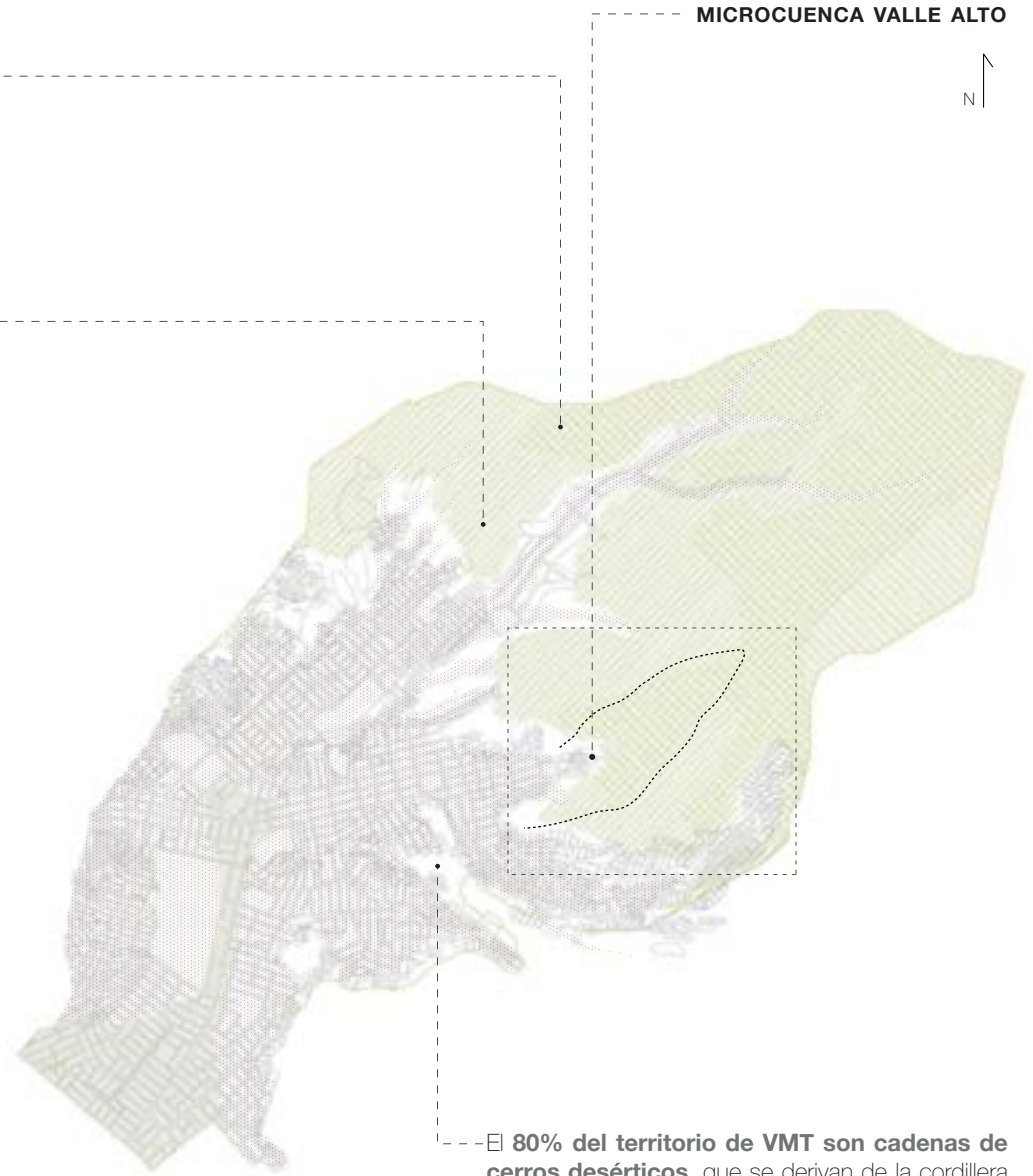 MICROCUENCA VALLE ALTO
N
El 80% del territorio de VMT son cadenas de
cerros desérticos, que se derivan de la cordillera